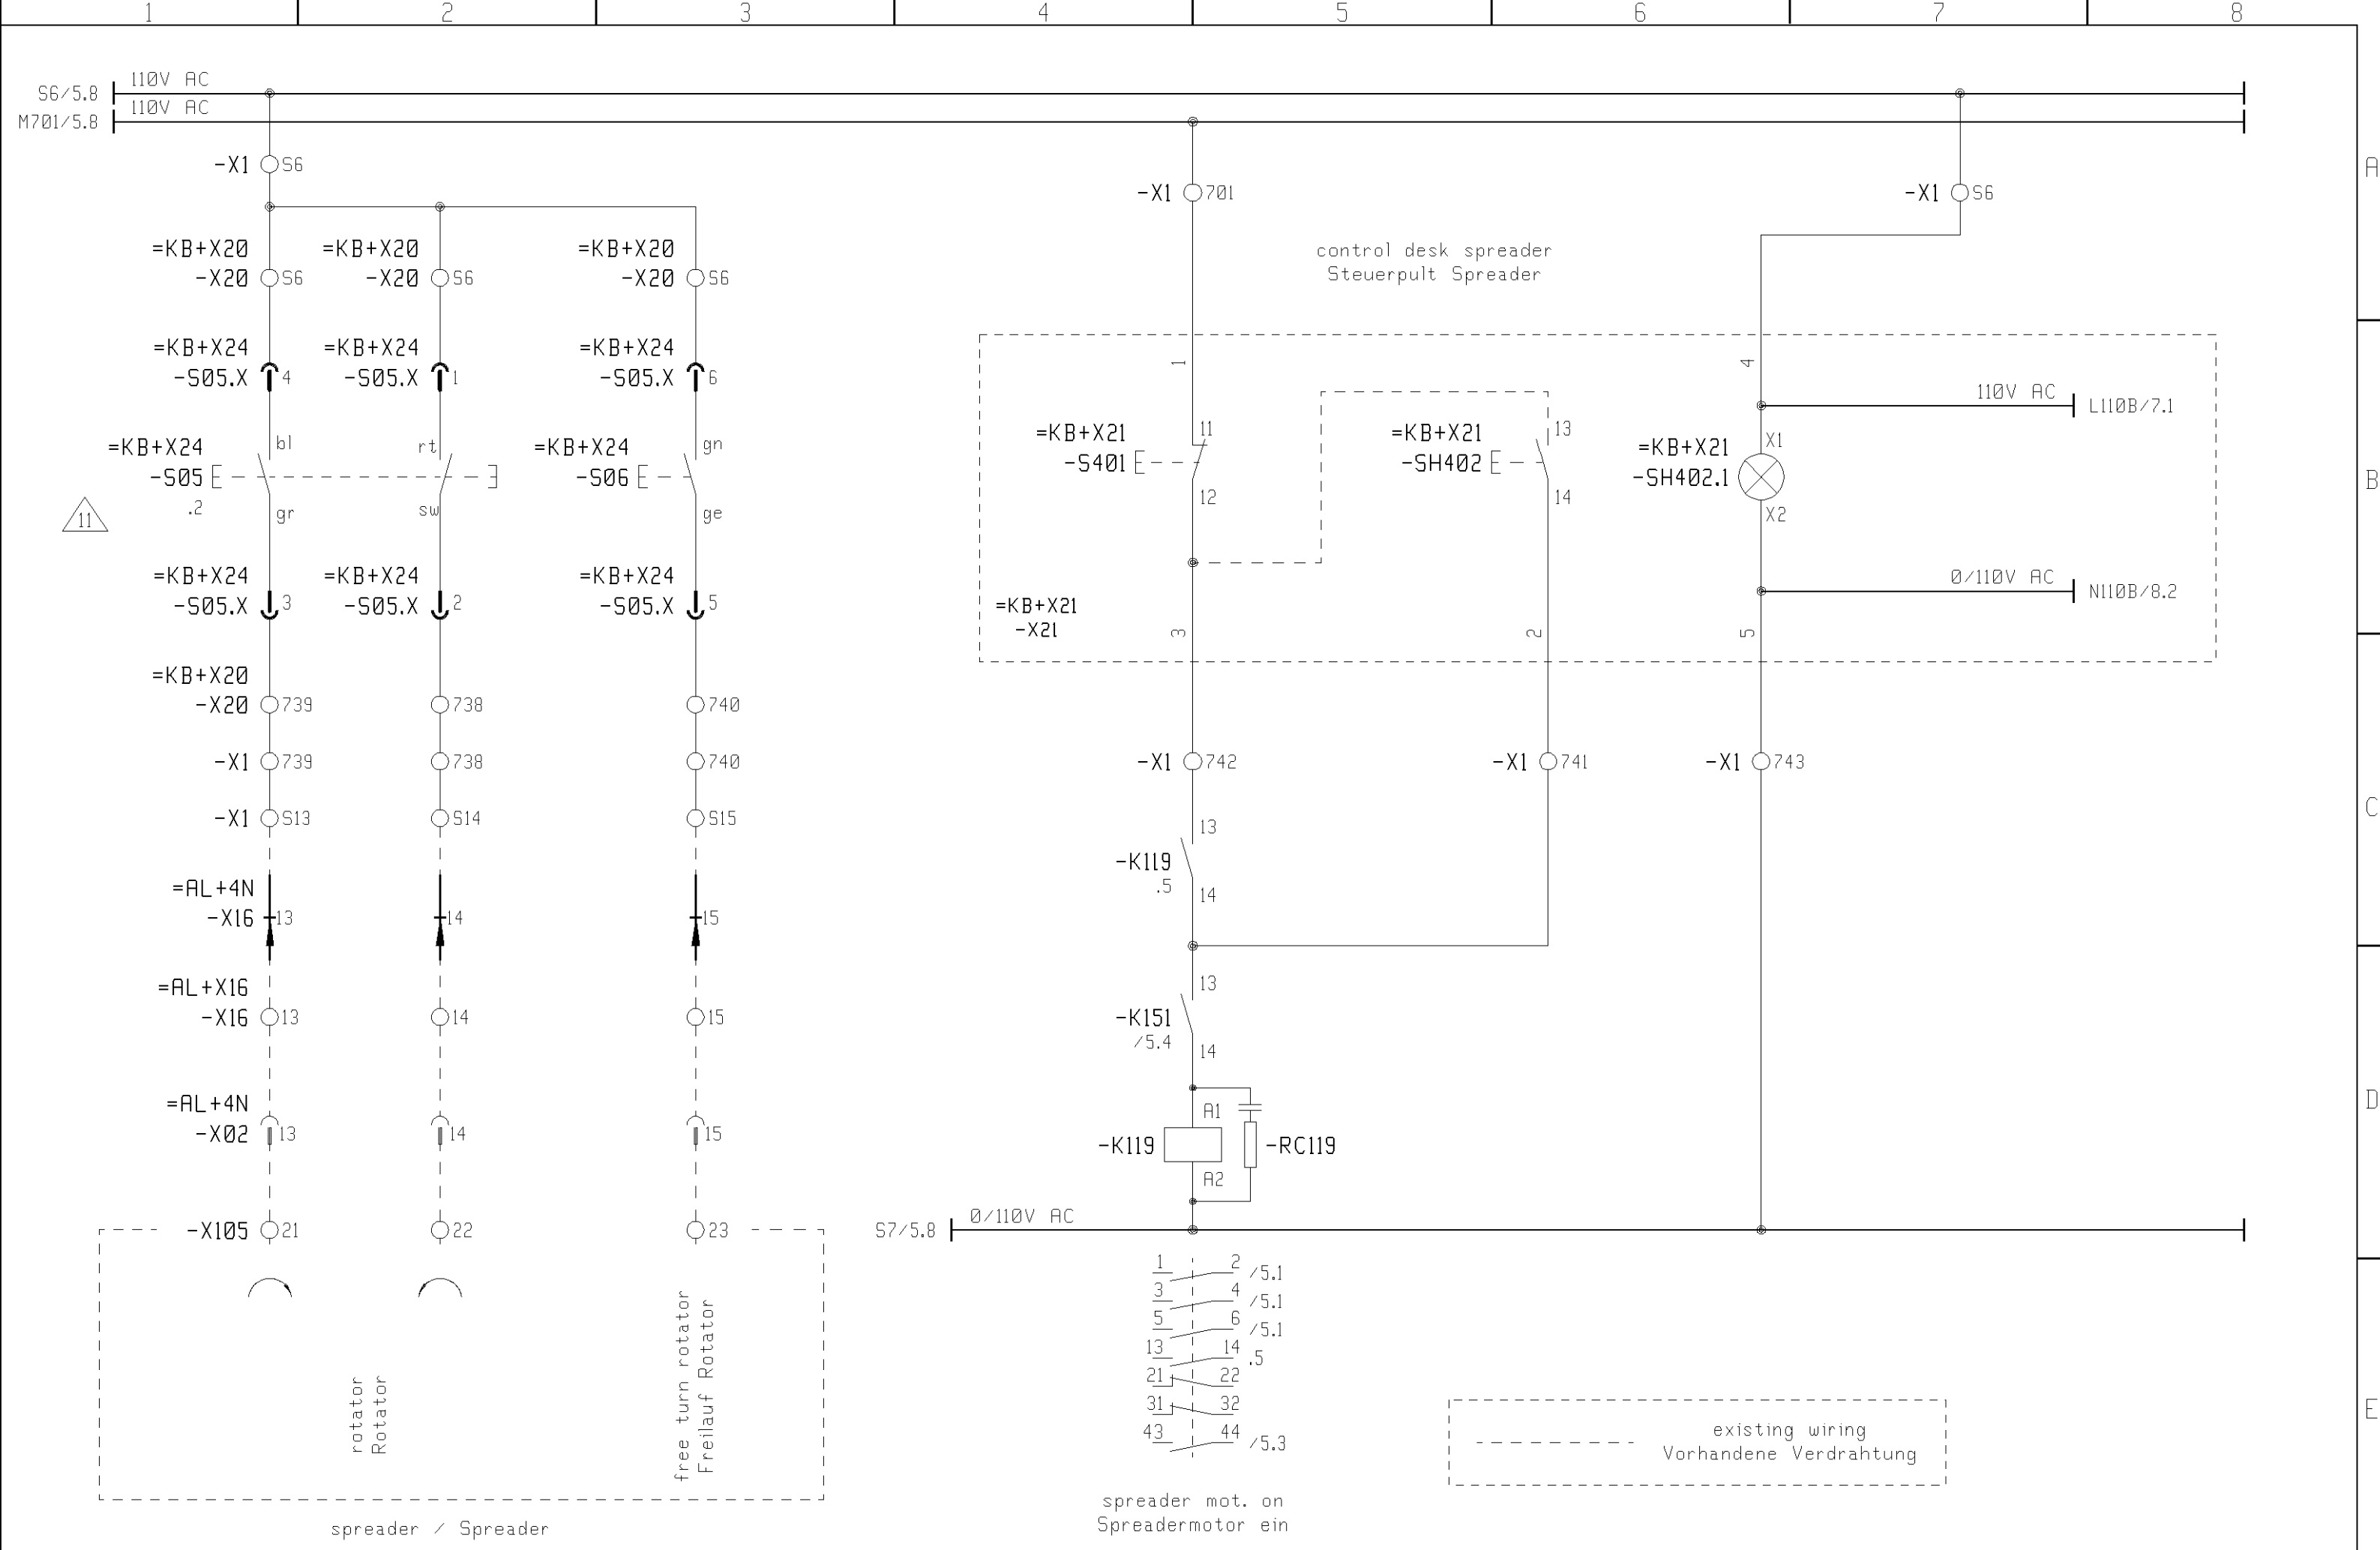 1 2 3 4 5 6 7 8
S6/5.8 110V AC
M701/5.8 110V AC
A
-X1 S6
-X1 701
-X1 S6
control desk spreader
Steuerpult Spreader
=KB+X20 =KB+X20 =KB+X20
-X20 S6 -X20 S6 -X20 S6
=KB+X24 =KB+X24 =KB+X24
-S05.X 4 -S05.X 1 -S05.X 6
1 4
110V AC L110B/7.1
=KB+X24 bl rt =KB+X24 gn
-S05 -S06
.2 gr sw ge
11
=KB+X21 11 =KB+X21 13 =KB+X21 X1
-S401 -SH402 -SH402.1
12 14 X2
B
=KB+X24 =KB+X24 =KB+X24
-S05.X 3 -S05.X 2 -S05.X 5
0/110V AC N110B/8.2
=KB+X21
-X21
3 2 5
=KB+X20
-X20 739 738 740
-X1 739 738 740
-X1 742 -X1 741 -X1 743
-X1 S13 S14 S15
C
13
-K119
.5
14
=AL+4N
-X16 13 14 15
=AL+X16
-X16 13 14 15
13
-K151
/5.4
14
=AL+4N
-X02 13 14 15
D
A1
-K119 -RC119
A2
-X105 21 22 23
S7/5.8 0/110V AC
1 2 /5.1
3 4 /5.1
5 6 /5.1
13 14 .5
21 22
31 32
43 44 /5.3
rotator
Rotator
free turn rotator
Freilauf Rotator
E
existing wiring
Vorhandene Verdrahtung
spreader mot. on
Spreadermotor ein
spreader / Spreader